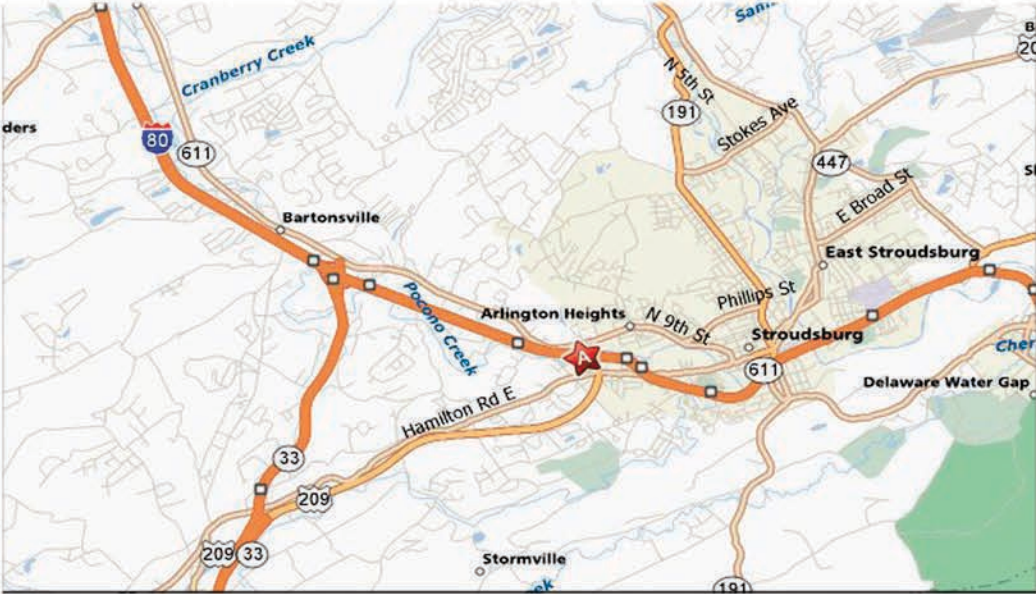 Cranberry Creek
N 5th St
191
Stokes Ave
ders
80
611
447
E Broad St
Bartonsville
East Stroudsburg
Pocono Creek
Phillips St
Arlington Heights
N 9th St
Stroudsburg
A
611
Delaware Water Gap
Hamilton Rd E
33
209
209
33
Stormville
191